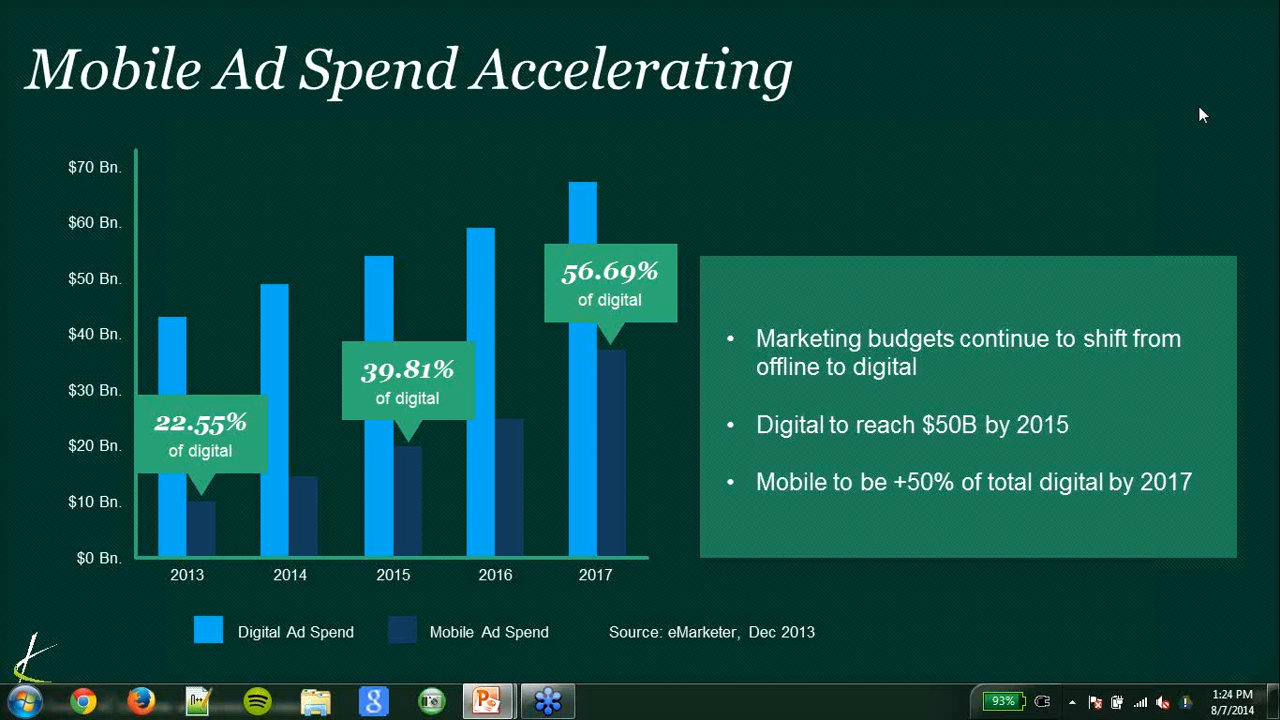 Mobile Ad Spend Accelerating
$70 Bn.
$60 Bn.
$50 Bn.
$40 Bn.
$30 Bn.
$20 Bn.
$10 Bn.
$0 Bn.
22.55%
of digital
39.81%
of digital
56.69%
of digital
2013
2014
2015
2016
2017
Digital Ad Spend
Mobile Ad Spend
Source: eMarketer, Dec 2013
• Marketing budgets continue to shift from
offline to digital
• Digital to reach $50B by 2015
• Mobile to be +50% of total digital by 2017
93%
1:24 PM
8/7/2014